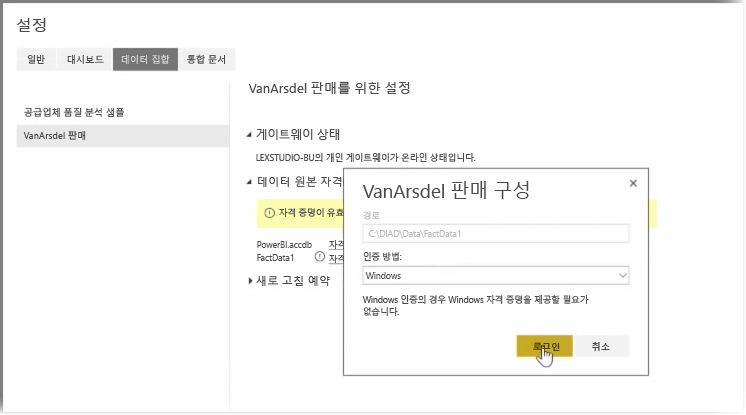 설정
일반 대시보드 데이터 집합 통합 문서
공급업체 품질 분석 샘플
VanArsdel 판매
VanArsdel 판매를 위한 설정
게이트웨이 상태
LEXSTUDIO-BU의 개인 게이트웨이가 온라인 상태입니다.
데이터 원본 자격
자격 증명이 유효
PowerBI.accdb 자격
FactData1 자격
새로 고침 예약
VanArsdel 판매 구성
경로
C:\DIAD\Data\FactData1
인증 방법:
Windows
Windows 인증의 경우 Windows 자격 증명을 제공할 필요가
없습니다.
로그인 취소